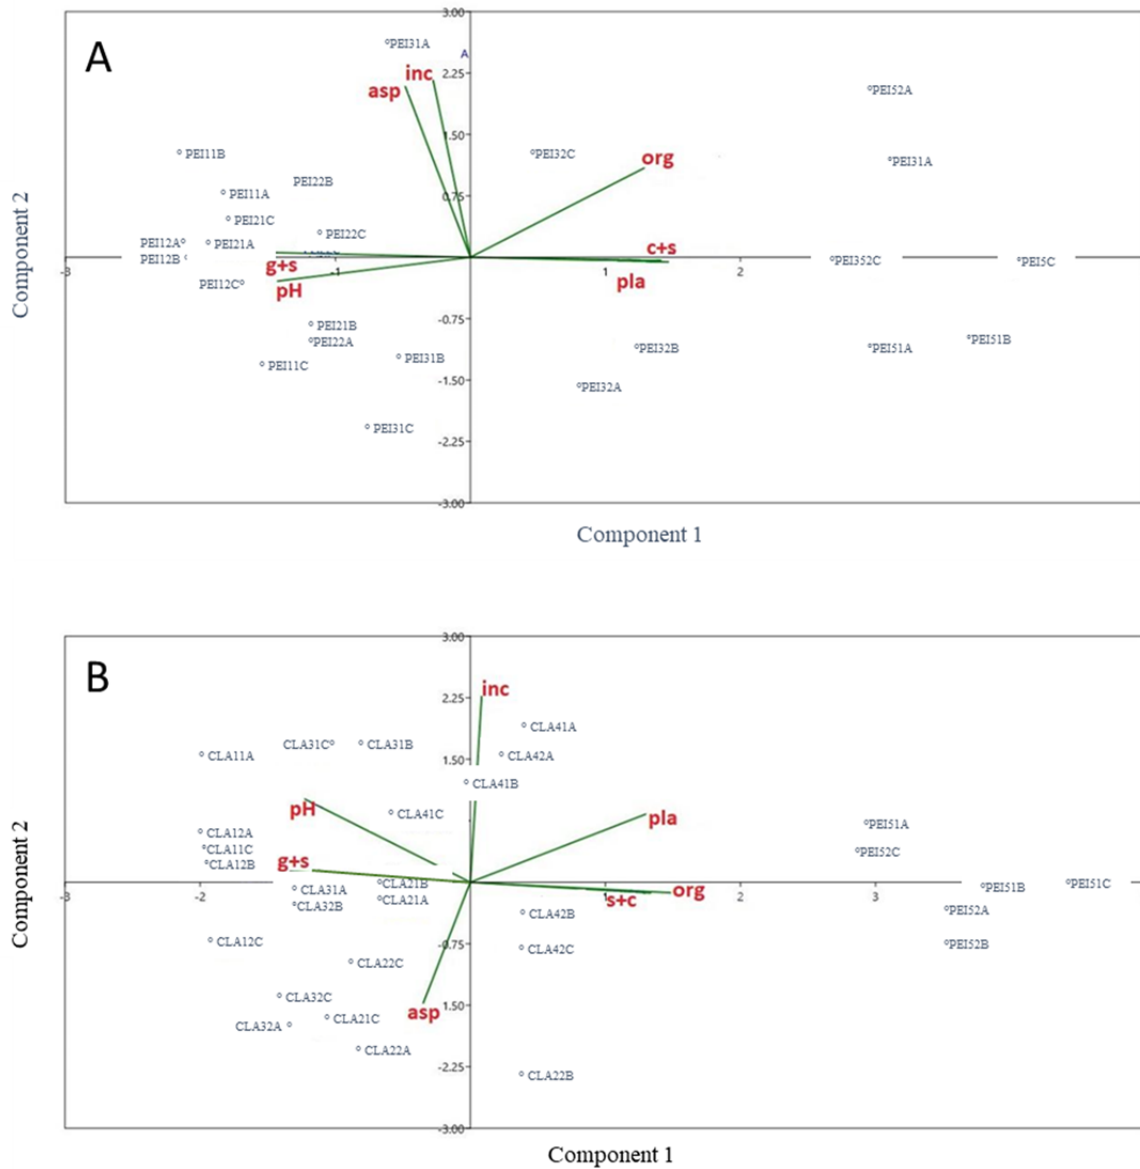 3.00
A
PEI31A
A
inc
2.25
asp
PEI52A
1.50
PEI11B
PEI32C
org
PEI31A
PEI22B
PEI11A
0.75
PEI21C
PEI22C
PEI12A
PEI21A
c+s
PEI12B
g+s
PEI352C
PEI5C
-3
-1
1
2
pla
PEI12C
pH
-0.75
PEI21B
PEI22A
PEI31B
PEI32B
PEI51A
PEI51B
PEI11C
-1.50
PEI32A
PEI31C
-2.25
-3.00
Component 2
Component 1
3.00
B
inc
2.25
CLA41A
CLA31C
CLA31B
CLA11A
1.50
CLA42A
CLA41B
pH
CLA41C
pla
CLA12A
PEI51A
CLA11C
PEI52C
CLA12B
g+s
CLA31A
CLA21B
PEI51B
PEI51C
-3
-2
1
2
3
s+c
org
CLA32B
CLA21A
CLA42B
PEI52A
CLA12C
-0.75
CLA42C
PEI52B
CLA22C
CLA32C
1.50
asp
CLA32A
CLA21C
CLA22A
-2.25
CLA22B
-3.00
Component 2
Component 1